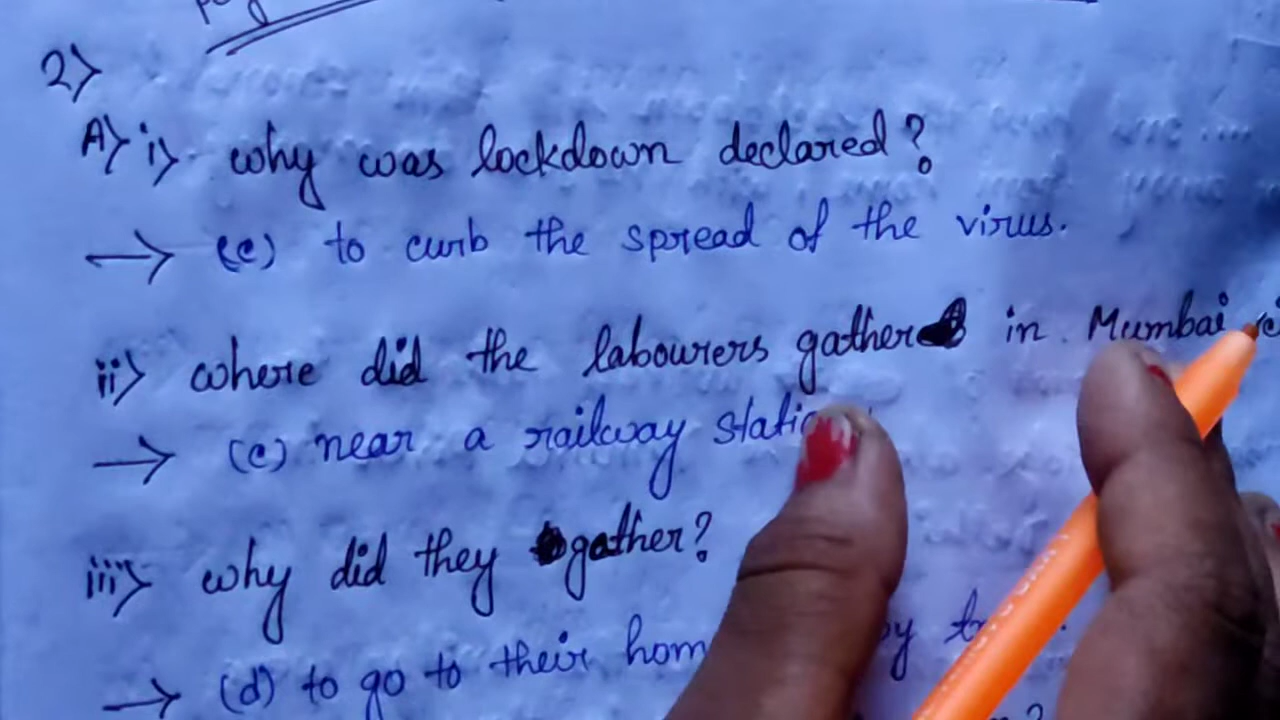 2)
A) i) why was lockdown declared?
→ (c) to curb the spread of the virus.
ii) where did the labourers gather in Mumbai
→ (c) near a railway
iii) why did they gather?
→ (d) to go to their